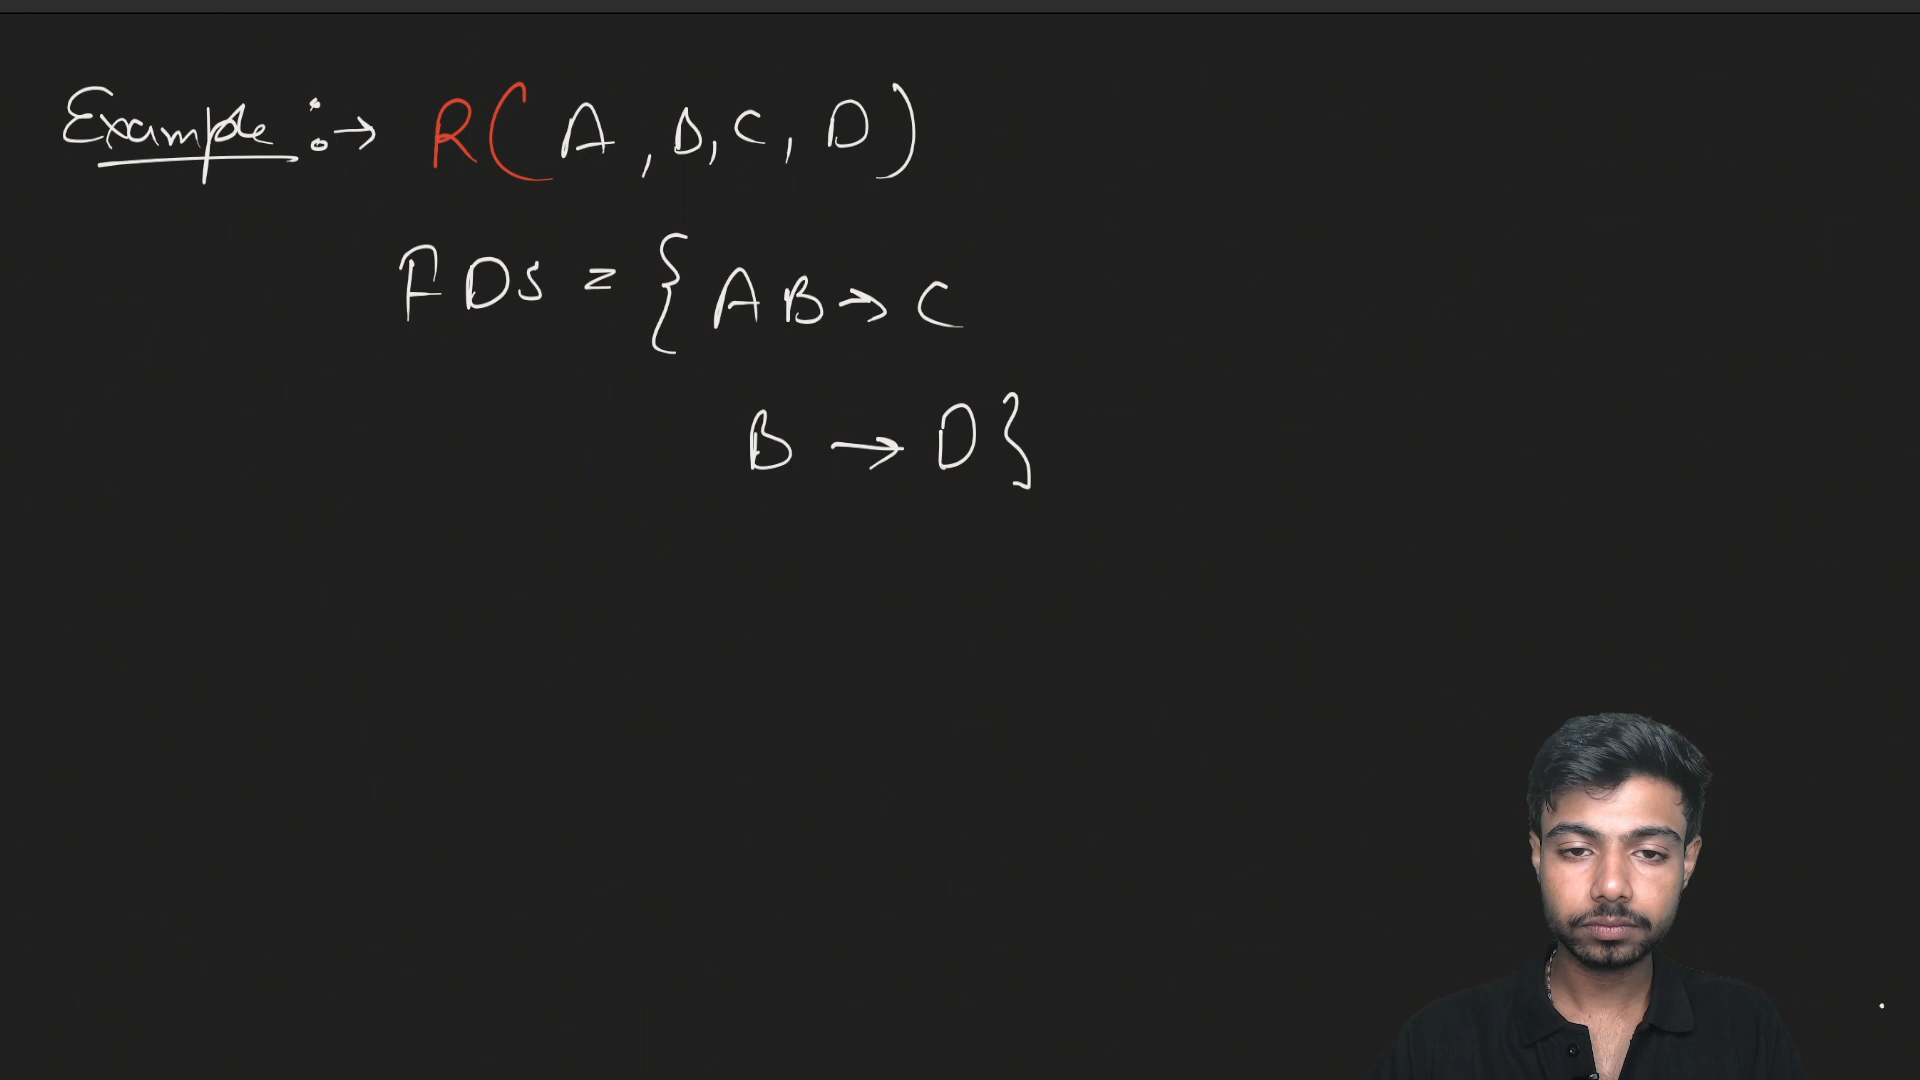 Example :→ R(A, B, C, D)
FDS = {AB → C
B → D}